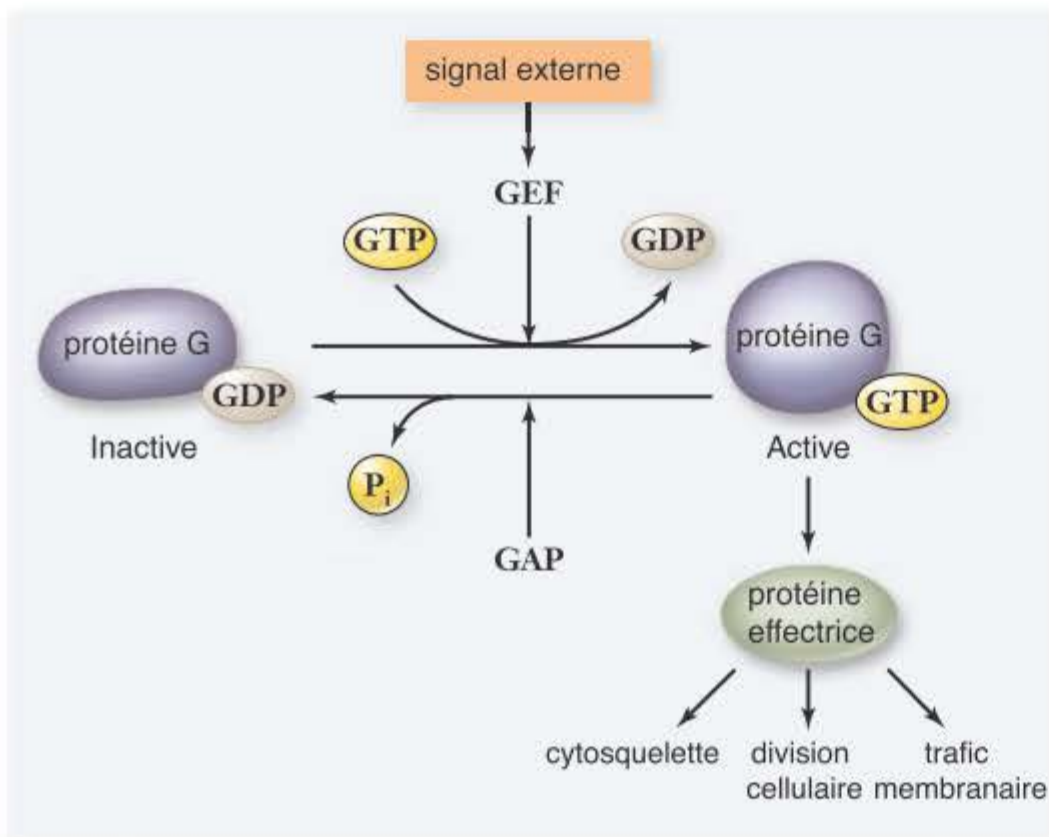 signal externe
GEF
GTP
GDP
protéine G
protéine G
GDP
GTP
Inactive
Active
Pi
GAP
protéine
effectrice
cytosquelette
division
cellulaire
trafic
membranaire